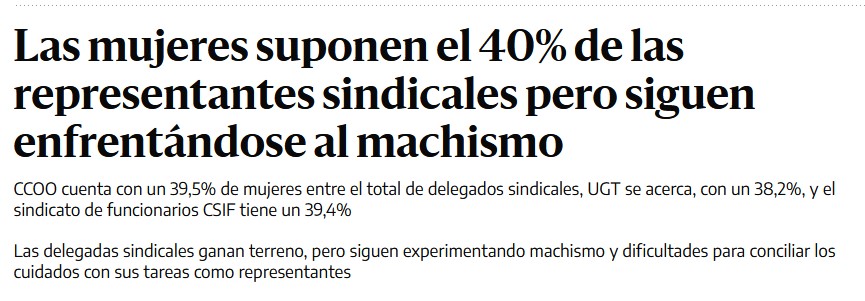 Las mujeres suponen el 40% de las
representantes sindicales pero siguen
enfrentándose al machismo
CCOO cuenta con un 39,5% de mujeres entre el total de delegados sindicales, UGT se acerca, con un 38,2%, y el
sindicato de funcionarios CSIF tiene un 39,4%
Las delegadas sindicales ganan terreno, pero siguen experimentando machismo y dificultades para conciliar los
cuidados con sus tareas como representantes